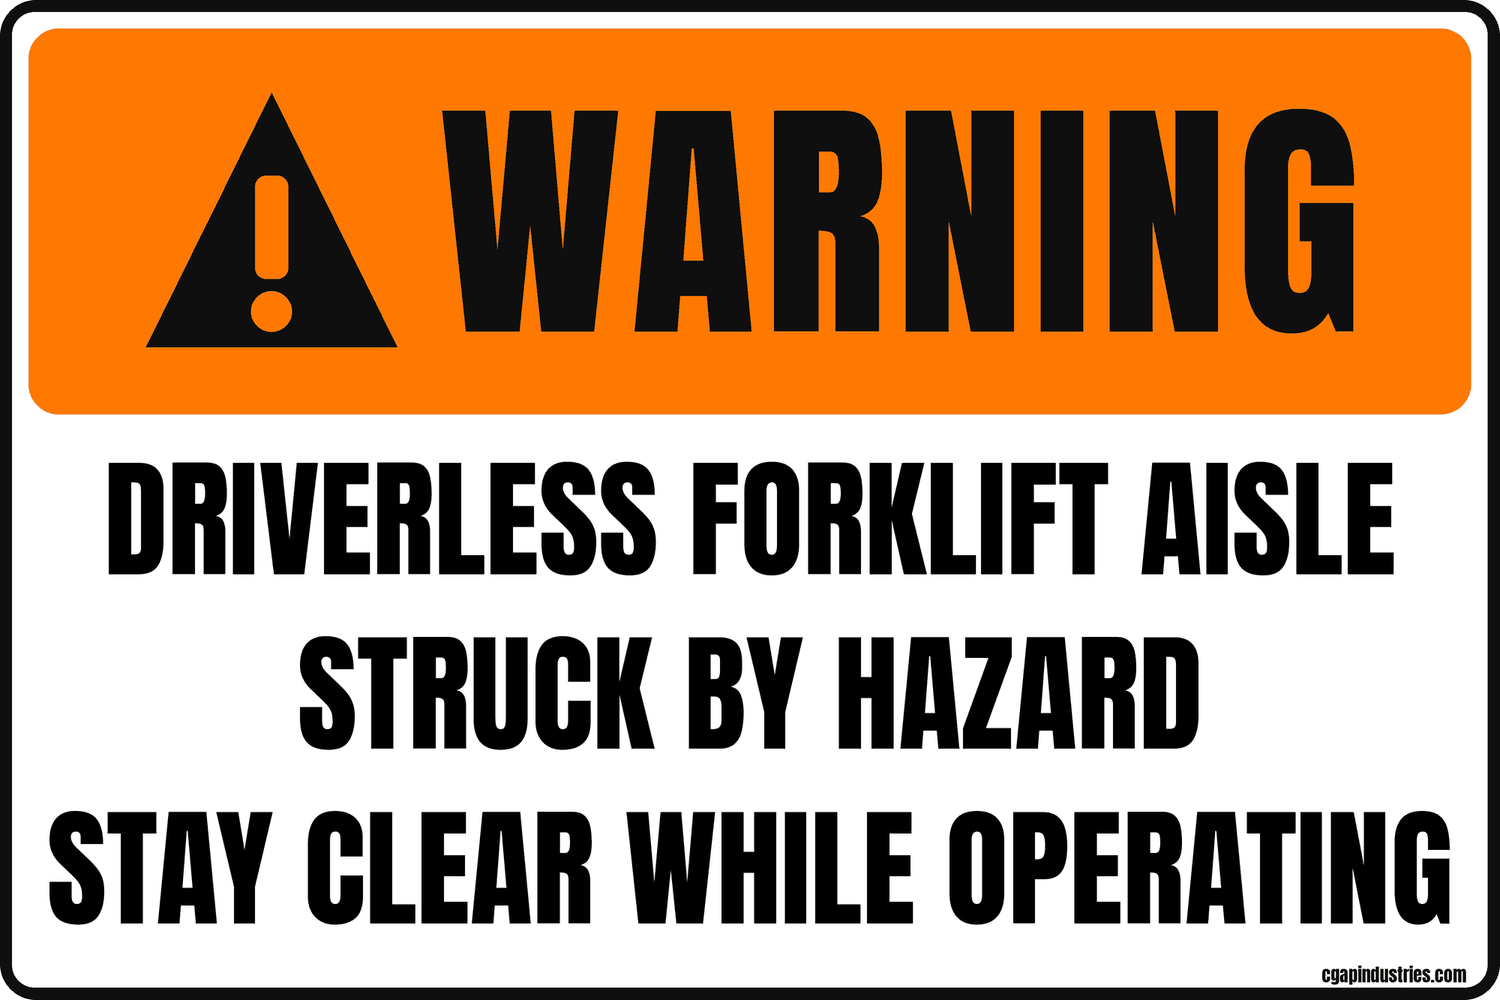 WARNING
DRIVERLESS FORKLIFT AISLE
STRUCK BY HAZARD
STAY CLEAR WHILE OPERATING
cgapindustries.com